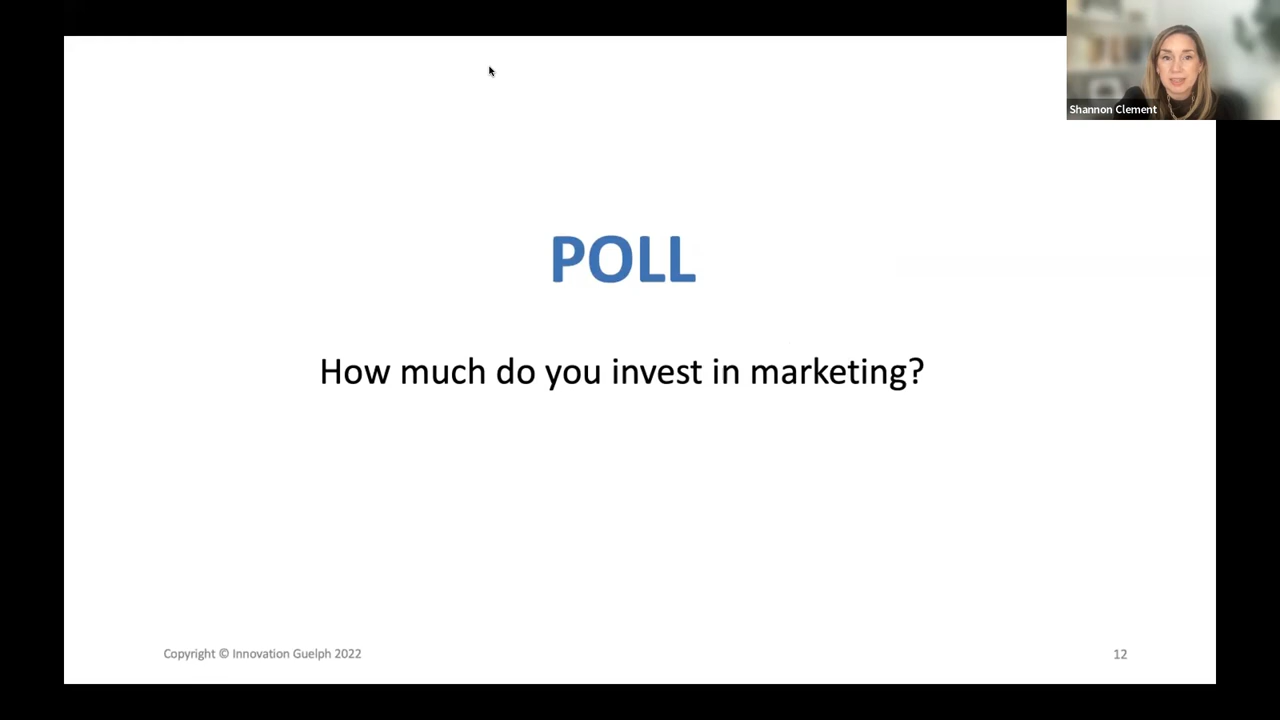 Shannon Clement
POLL
How much do you invest in marketing?
Copyright © Innovation Guelph 2022
12